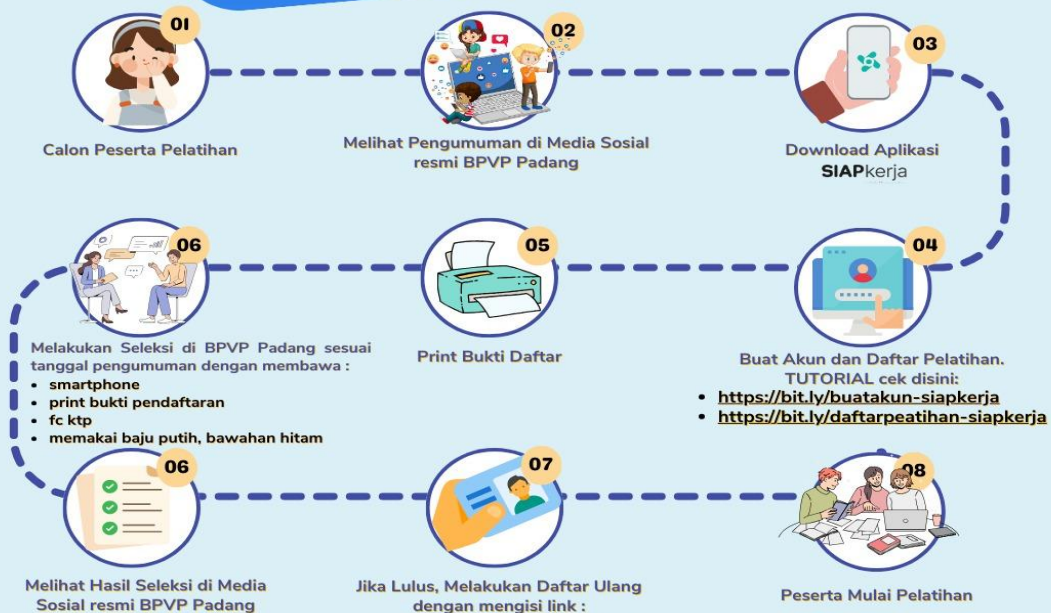 01
Calon Peserta Pelatihan
02
Melihat Pengumuman di Media Sosial
resmi BPVP Padang
03
Download Aplikasi
SIAPkerja
04
Buat Akun dan Daftar Pelatihan.
TUTORIAL cek disini:
• https://bit.ly/buatakun-siapkerja
• https://bit.ly/daftarpeatihan-siapkerja
05
Print Bukti Daftar
06
Melakukan Seleksi di BPVP Padang sesuai
tanggal pengumuman dengan membawa :
• smartphone
• print bukti pendaftaran
• fc ktp
• memakai baju putih, bawahan hitam
06
Melihat Hasil Seleksi di Media
Sosial resmi BPVP Padang
07
Jika Lulus, Melakukan Daftar Ulang
dengan mengisi link :
08
Peserta Mulai Pelatihan